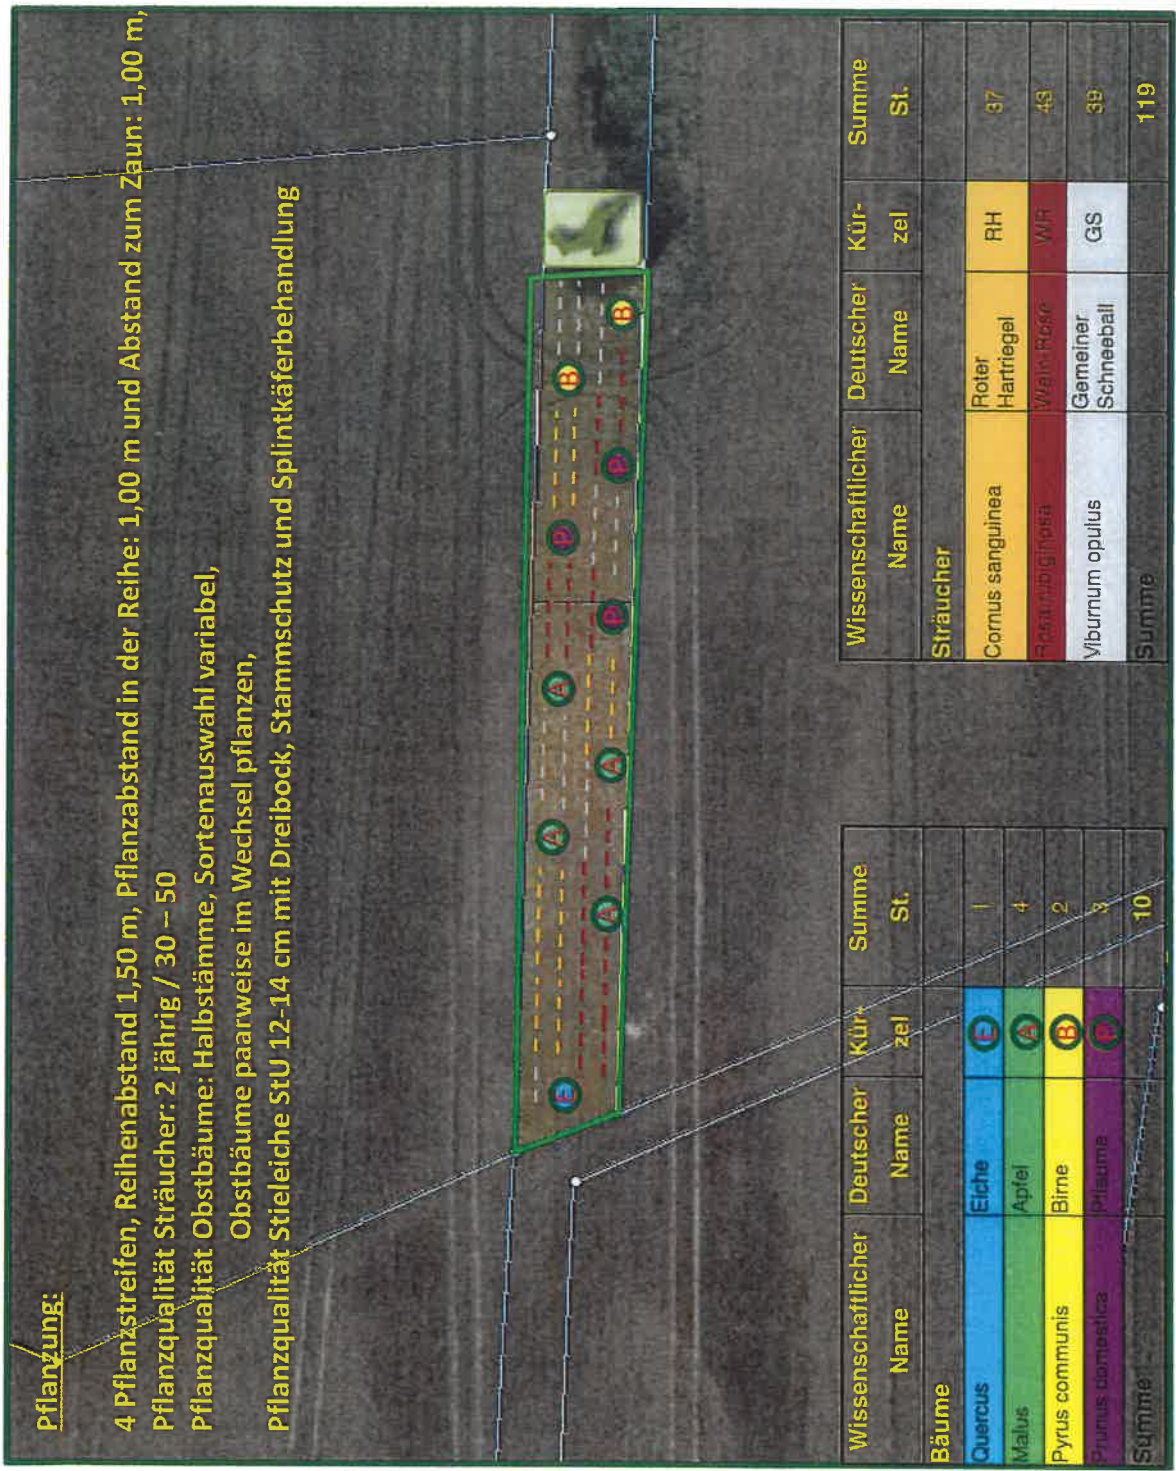 Pflanzung:
4 Pflanzstreifen, Reihenabstand 1,50 m, Pflanzabstand in der Reihe: 1,00 m und Abstand zum Zaun: 1,00 m,
Pflanzqualität Sträucher: 2 jährig / 30 – 50
Pflanzqualität Obstbäume: Halbstämme, Sortenauswahl variabel,
Obstbäume paarweise im Wechsel pflanzen,
Pflanzqualität Stieleiche StU 12-14 cm mit Dreibock, Stammschutz und Splintkäferbehandlung
E A A P B
A A P P B
Wissenschaftlicher Name Deutscher Name Kür-zel Summe St.
Bäume
Quercus Eiche E 1
Malus Apfel A 4
Pyrus communis Birne B 2
Prunus domestica Pflaume P 3
Summe 10
Wissenschaftlicher Name Deutscher Name Kür-zel Summe St.
Sträucher
Cornus sanguinea Roter Hartriegel RH 37
Rosa rubiginosa Wein-Rose WR 43
Viburnum opulus Gemeiner Schneeball GS 39
Summe 119